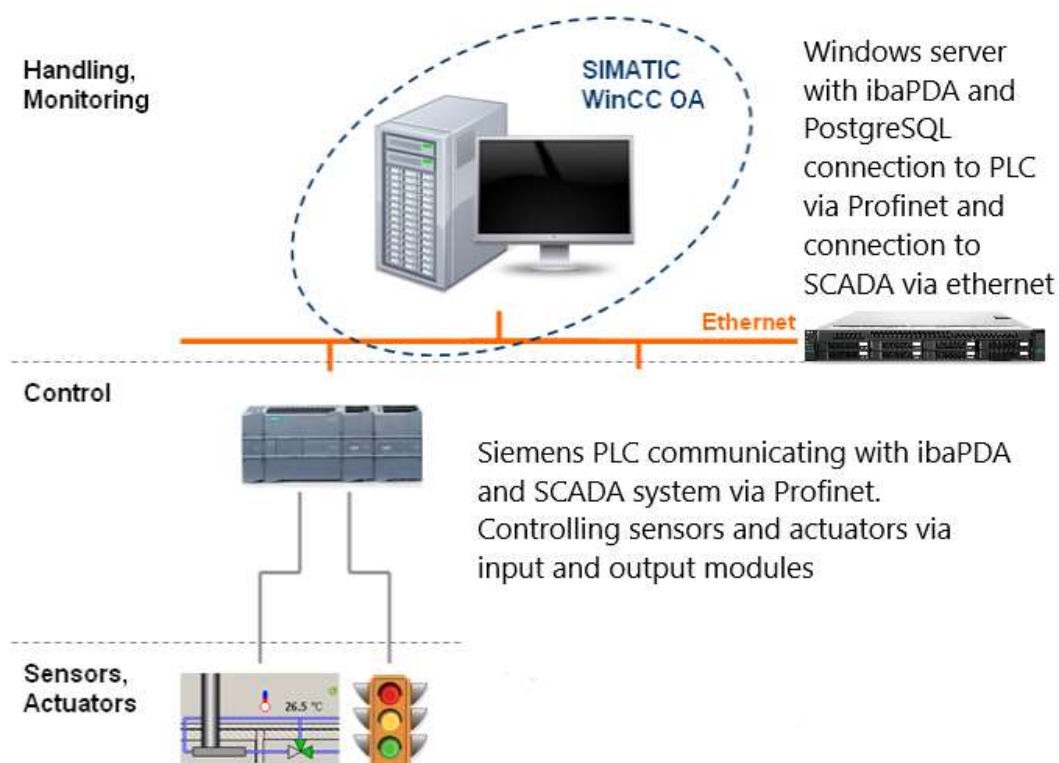 Handling,
Monitoring
SIMATIC
WinCC OA
Windows server
with ibaPDA and
PostgreSQL
connection to PLC
via Profinet and
connection to
SCADA via ethernet
Ethernet
Control
Siemens PLC communicating with ibaPDA
and SCADA system via Profinet.
Controlling sensors and actuators via
input and output modules
Sensors,
Actuators
26.5 °C